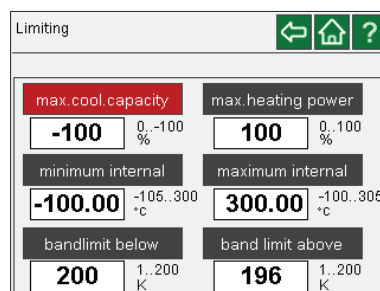 Limiting ?
max.cool.capacity max.heating power
-100 0..-100 % 100 0..100 %
minimum internal maximum internal
-100.00 -105..300 °c 300.00 -100..305 °c
bandlimit below band limit above
200 1..200 K 196 1..200 K